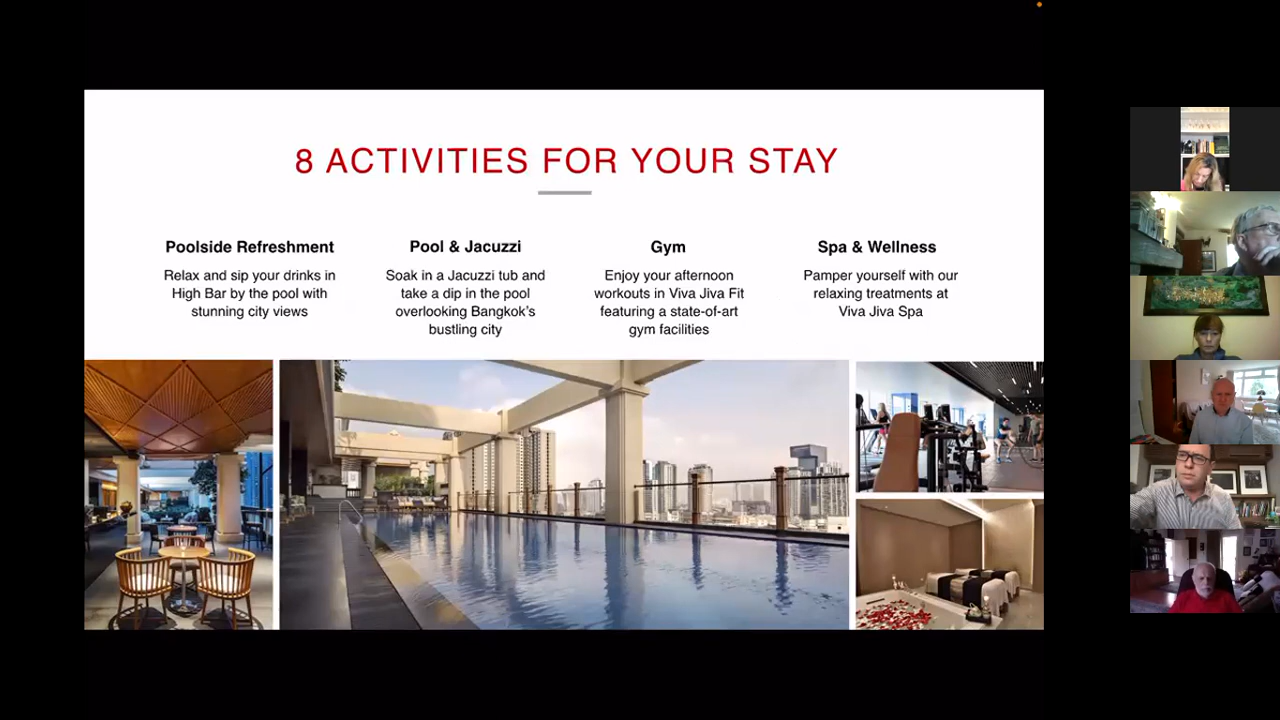 8 ACTIVITIES FOR YOUR STAY
Poolside Refreshment
Relax and sip your drinks in
High Bar by the pool with
stunning city views
Pool & Jacuzzi
Soak in a Jacuzzi tub and
take a dip in the pool
overlooking Bangkok's
bustling city
Gym
Enjoy your afternoon
workouts in Viva Jiva Fit
featuring a state-of-art
gym facilities
Spa & Wellness
Pamper yourself with our
relaxing treatments at
Viva Jiva Spa